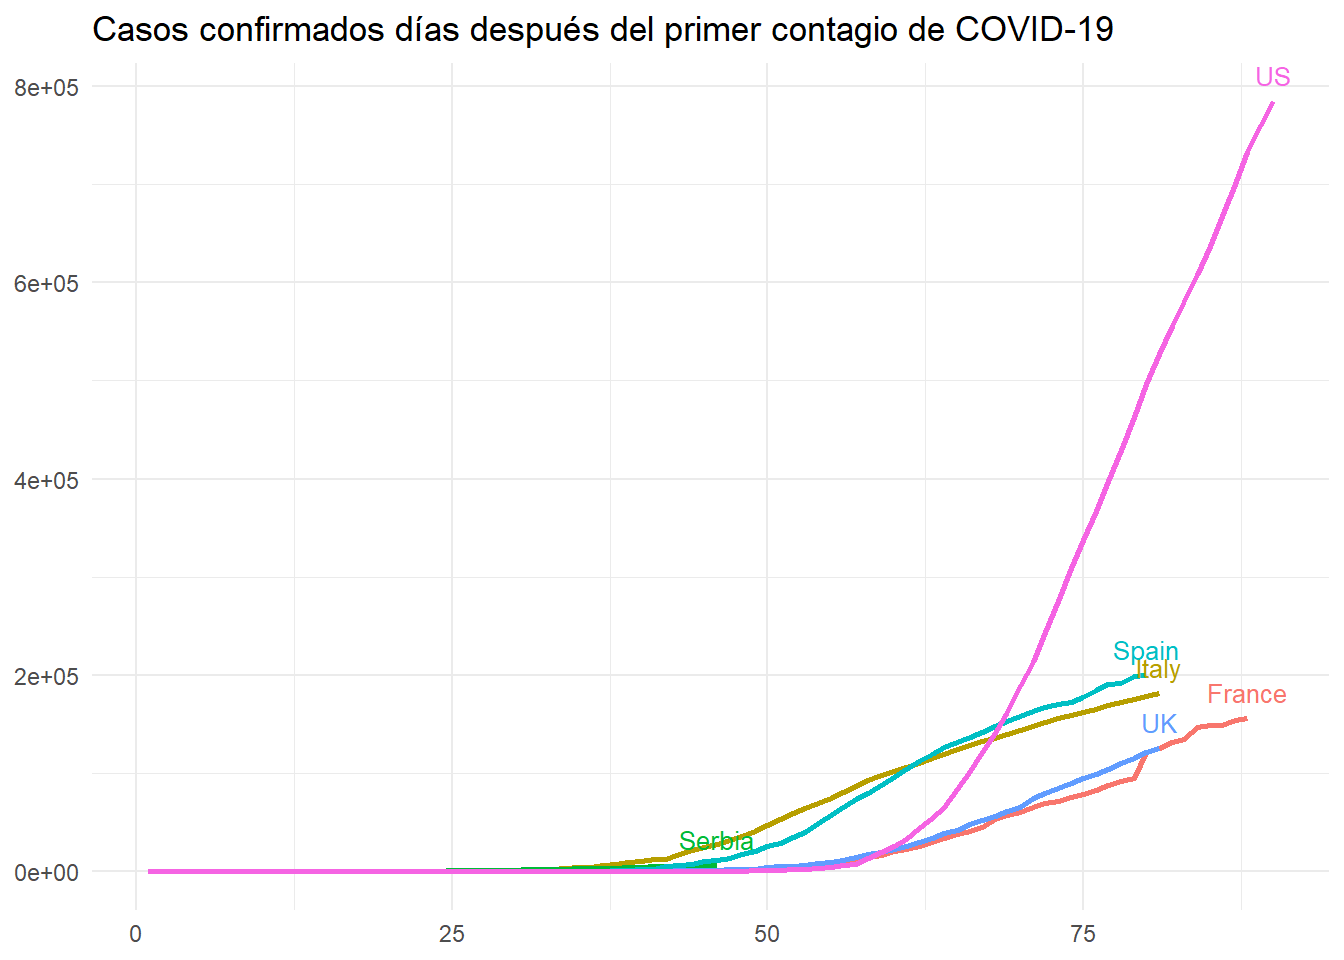 Casos confirmados días después del primer contagio de COVID-19
8e+05
US
6e+05
4e+05
Spain
Italy
2e+05
France
UK
Serbia
0e+00
0 25 50 75